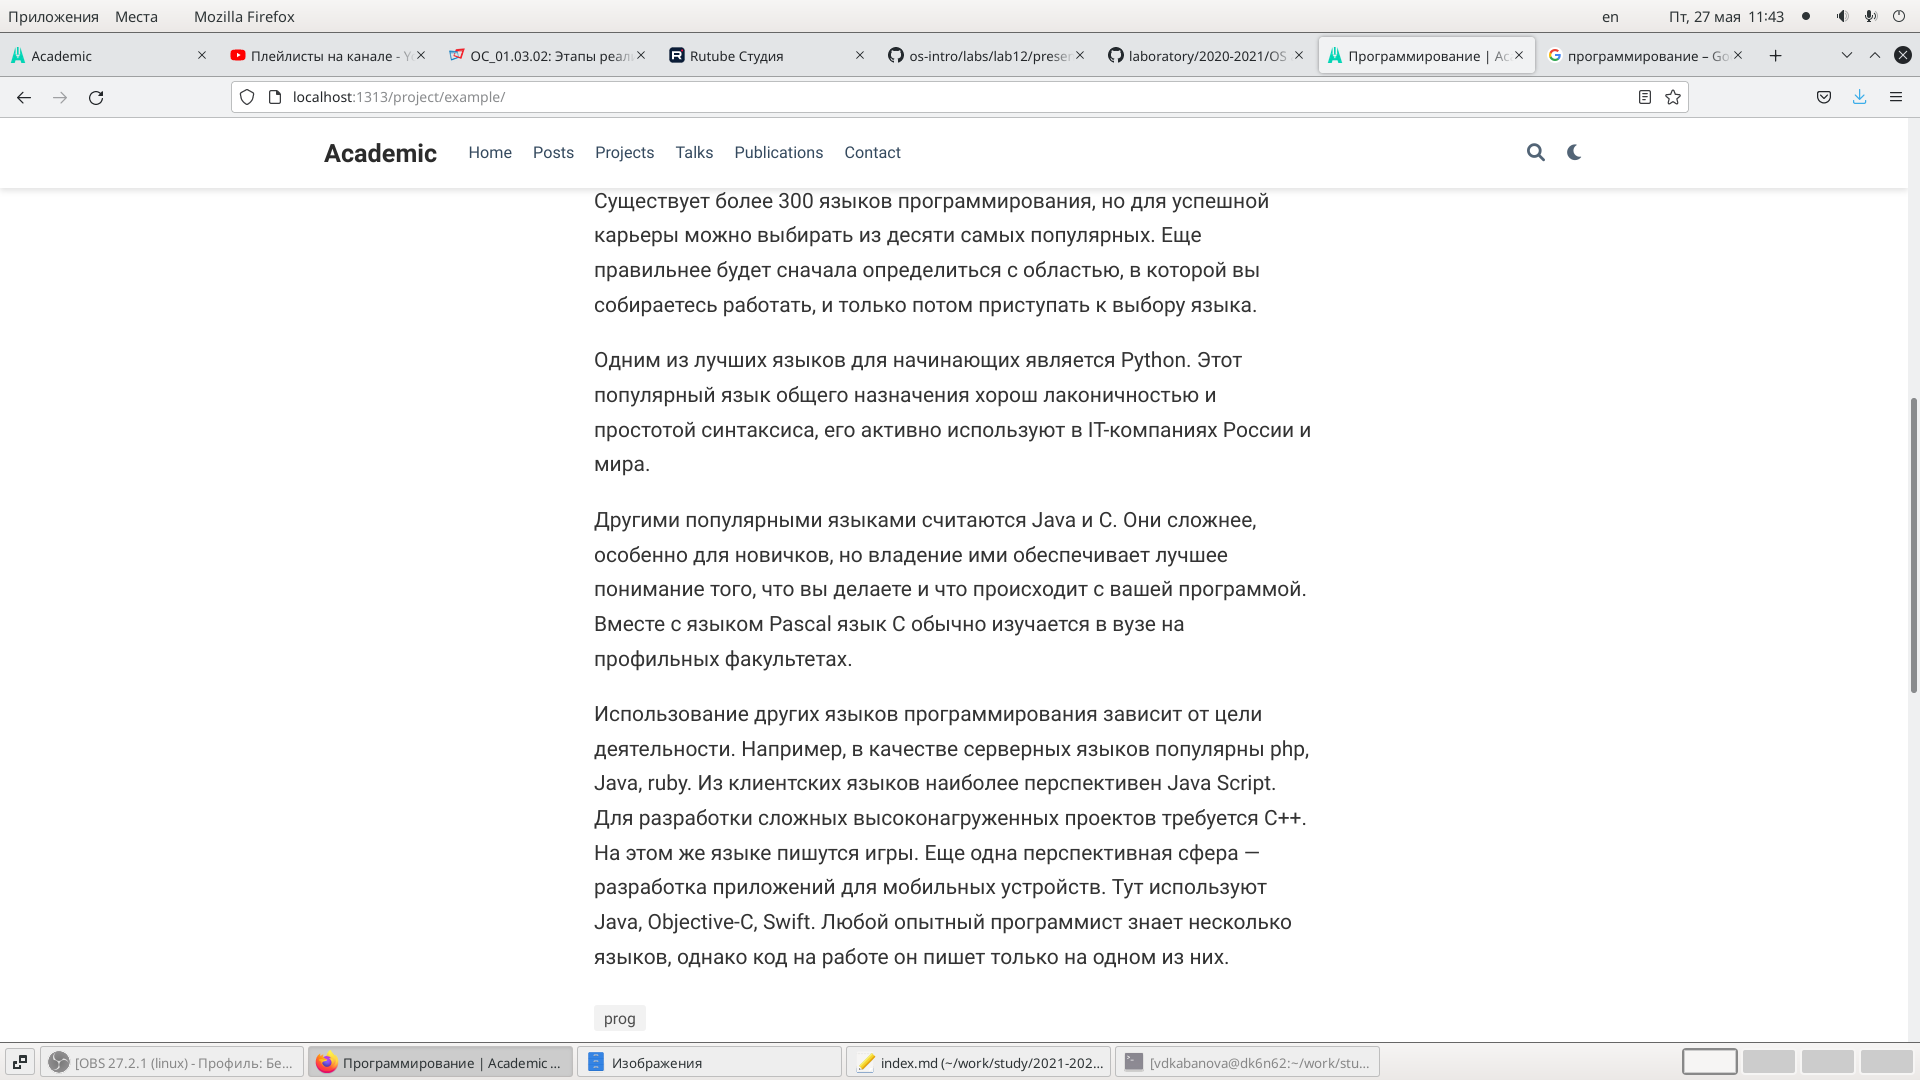 Приложения Места Mozilla Firefox en Пт, 27 мая 11:43
Academic Плейлисты на канале - ОС_01.03.02: Этапы реал Rutube Студия os-intro/labs/lab12/preser laboratory/2020-2021/OS Программирование | Ac программирование – Go
localhost:1313/project/example/
Academic Home Posts Projects Talks Publications Contact
Существует более 300 языков программирования, но для успешной
карьеры можно выбирать из десяти самых популярных. Еще
правильнее будет сначала определиться с областью, в которой вы
собираетесь работать, и только потом приступать к выбору языка.
Одним из лучших языков для начинающих является Python. Этот
популярный язык общего назначения хорош лаконичностью и
простотой синтаксиса, его активно используют в IT-компаниях России и
мира.
Другими популярными языками считаются Java и C. Они сложнее,
особенно для новичков, но владение ими обеспечивает лучшее
понимание того, что вы делаете и что происходит с вашей программой.
Вместе с языком Pascal язык C обычно изучается в вузе на
профильных факультетах.
Использование других языков программирования зависит от цели
деятельности. Например, в качестве серверных языков популярны php,
Java, ruby. Из клиентских языков наиболее перспективен Java Script.
Для разработки сложных высоконагруженных проектов требуется C++.
На этом же языке пишутся игры. Еще одна перспективная сфера —
разработка приложений для мобильных устройств. Тут используют
Java, Objective-C, Swift. Любой опытный программист знает несколько
языков, однако код на работе он пишет только на одном из них.
prog
[OBS 27.2.1 (linux) - Профиль: Бе... Программирование | Academic ... Изображения index.md (~/work/study/2021-202... [vdkabanova@dk6n62:~/work/stu...